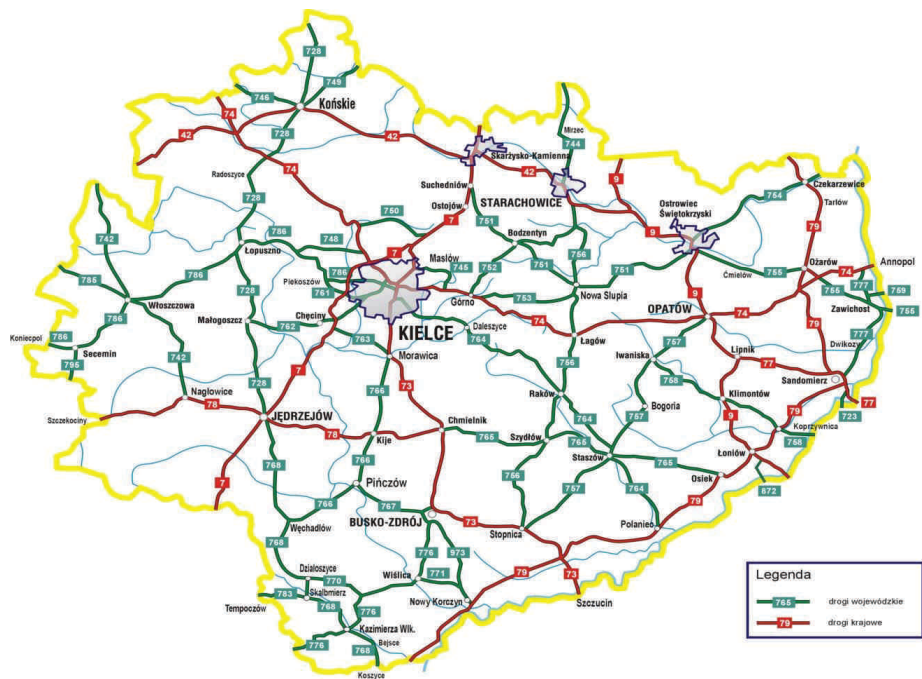 728
749
746
Końskie
74
728
42
42
Mirzec
744
Skarżysko-Kamienna
42
9
74
Radoszyce
Suchedniów
STARACHOWICE
Czekarzewice
754
Tarłów
728
Ostojów
750
7
751
Bodzentyn
756
Ostrowiec
Świętokrzyski
9
79
742
786
748
7
Masłów
Łopuszno
745
752
751
751
Ćmielów
755
Ożarów
74
Annopol
785
786
Piekoszów
786
761
Górno
753
Nowa Słupia
755
777
759
Zawichost
755
Włoszczowa
728
9
OPATÓW
74
79
Małogoszcz
762
Chęciny
KIELCE
Daleszyce
764
74
Łagów
777
Dwikozy
Koniecpol
786
786
763
Morawica
757
Iwaniska
Lipnik
77
Secemin
795
742
7
756
Sandomierz
728
766
73
Raków
758
Klimontów
77
Nagłowice
78
757
Bogoria
9
79
723
Szczekociny
JĘDRZEJÓW
78
Kije
Chmielnik
765
Szydłów
764
765
Koprzywnica
758
768
766
Staszów
765
Łoniów
7
Pińczów
756
757
764
Osiek
872
766
767
79
Węchadłów
BUSKO-ZDRÓJ
73
Stopnica
Połaniec
768
776
973
Działoszyce
770
Wiślica
771
79
73
783
Skalbmierz
Tempoczów
768
776
Nowy Korczyn
Szczucin
Kazimierza Wlk.
776
768
Bejsce
Koszyce
Legenda
765
drogi wojewódzkie
79
drogi krajowe